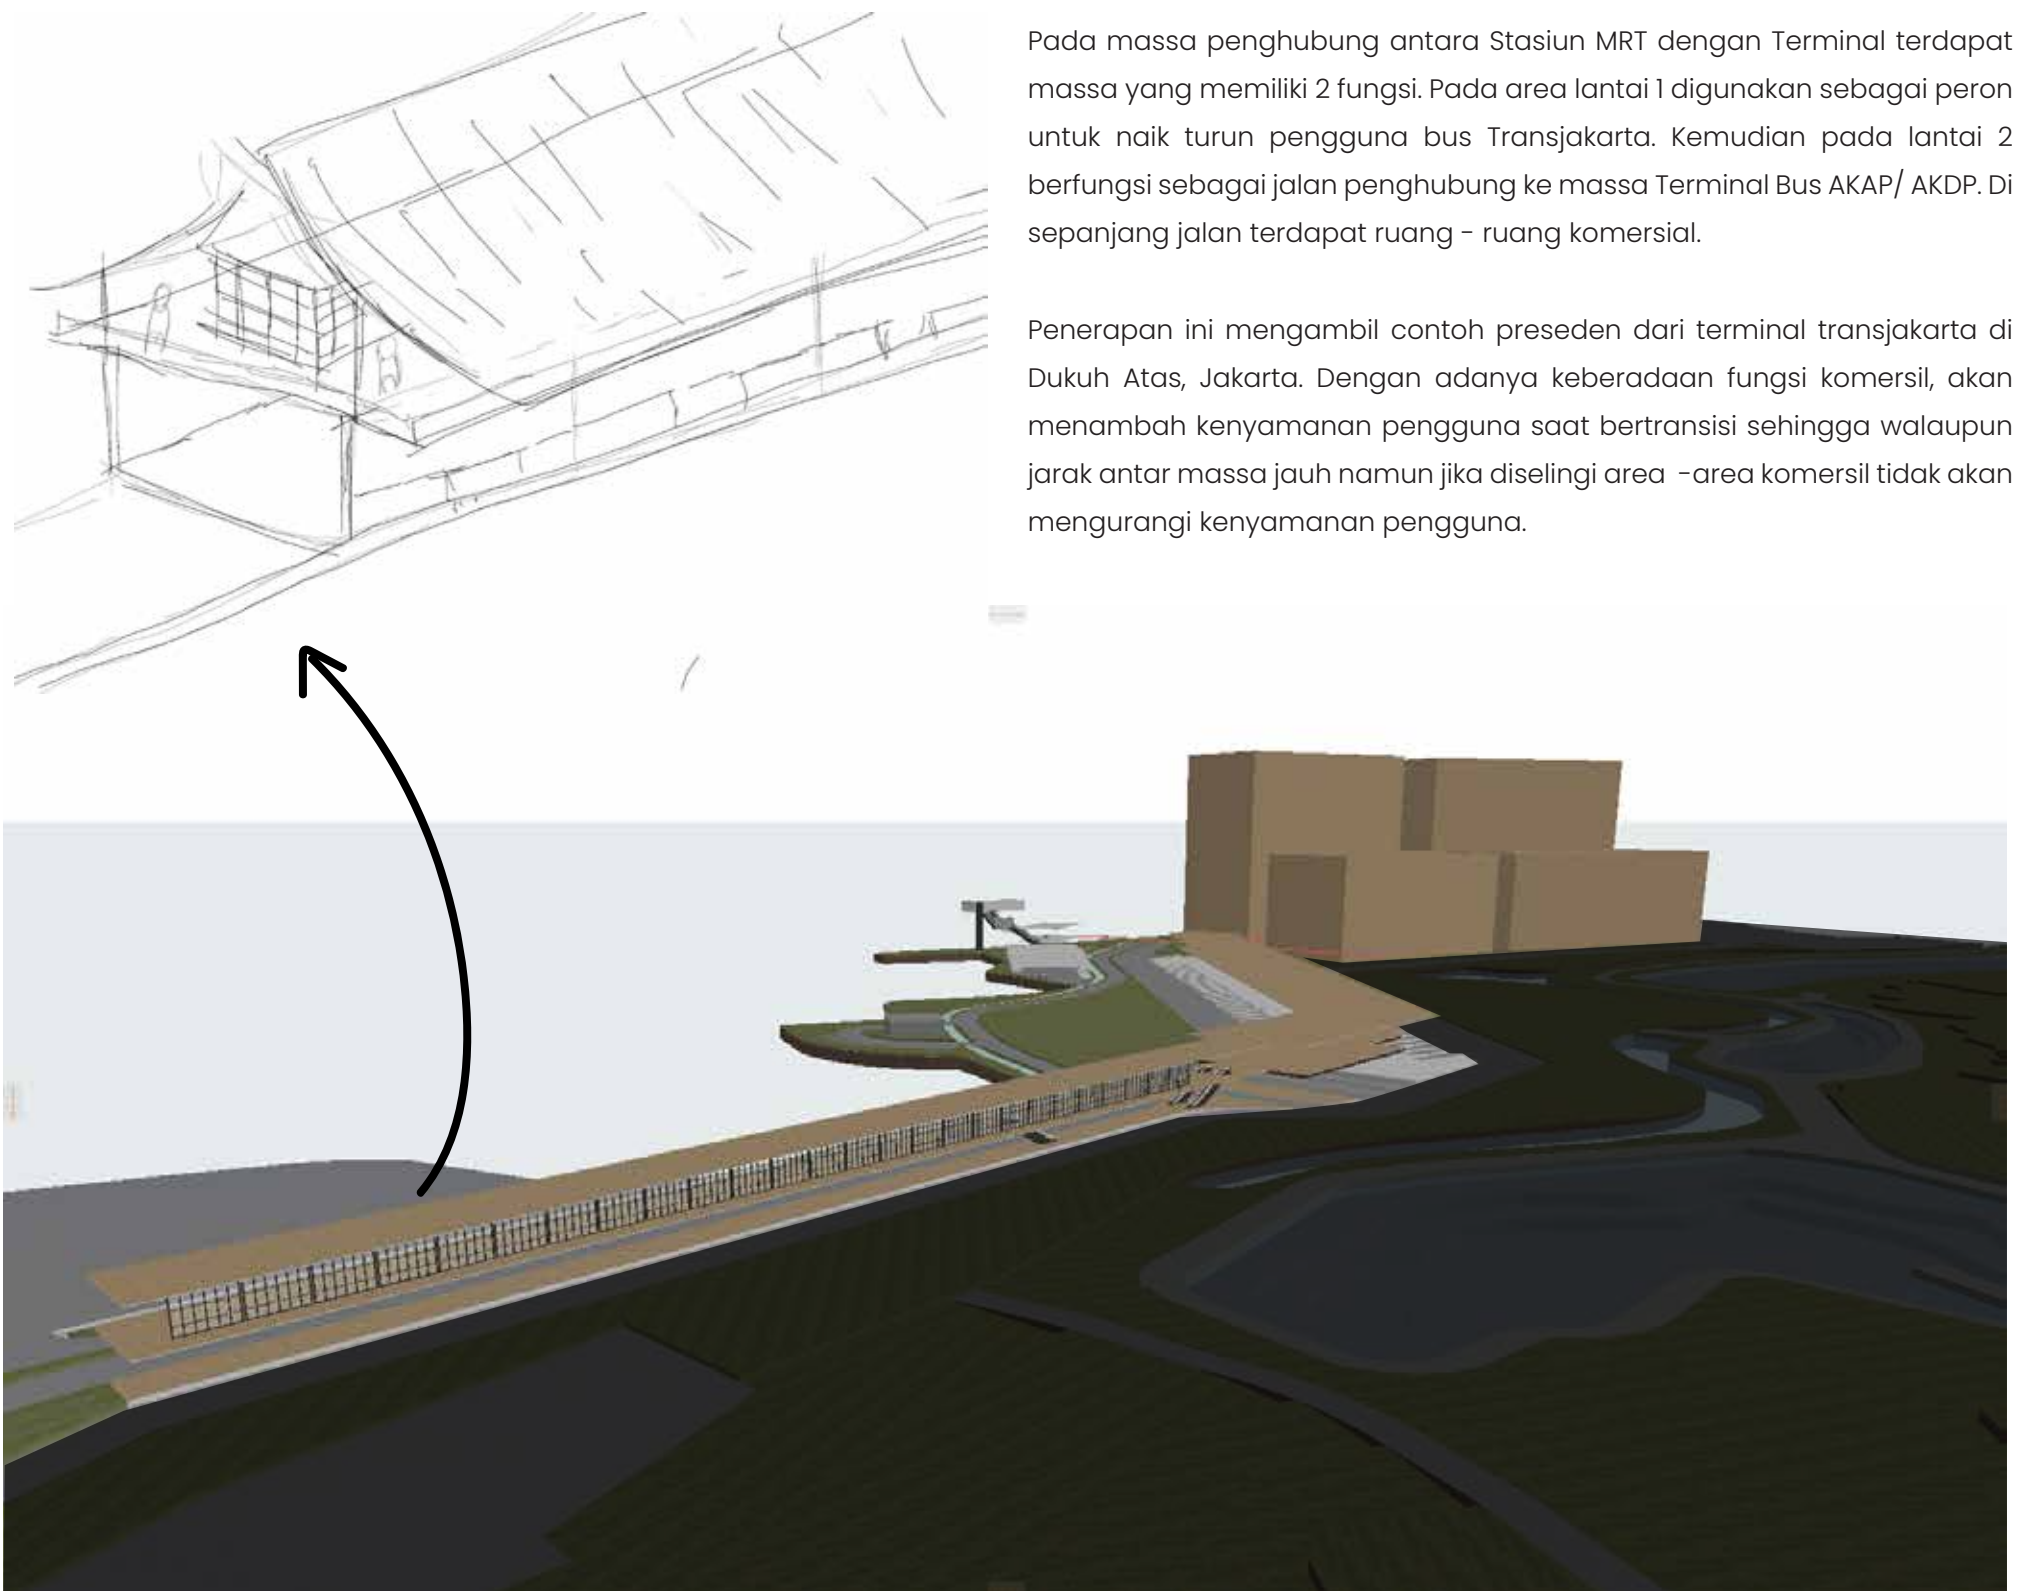 Pada massa penghubung antara Stasiun MRT dengan Terminal terdapat
massa yang memiliki 2 fungsi. Pada area lantai 1 digunakan sebagai peron
untuk naik turun pengguna bus Transjakarta. Kemudian pada lantai 2
berfungsi sebagai jalan penghubung ke massa Terminal Bus AKAP/ AKDP. Di
sepanjang jalan terdapat ruang - ruang komersial.
Penerapan ini mengambil contoh preseden dari terminal transjakarta di
Dukuh Atas, Jakarta. Dengan adanya keberadaan fungsi komersil, akan
menambah kenyamanan pengguna saat bertransisi sehingga walaupun
jarak antar massa jauh namun jika diselingi area -area komersil tidak akan
mengurangi kenyamanan pengguna.